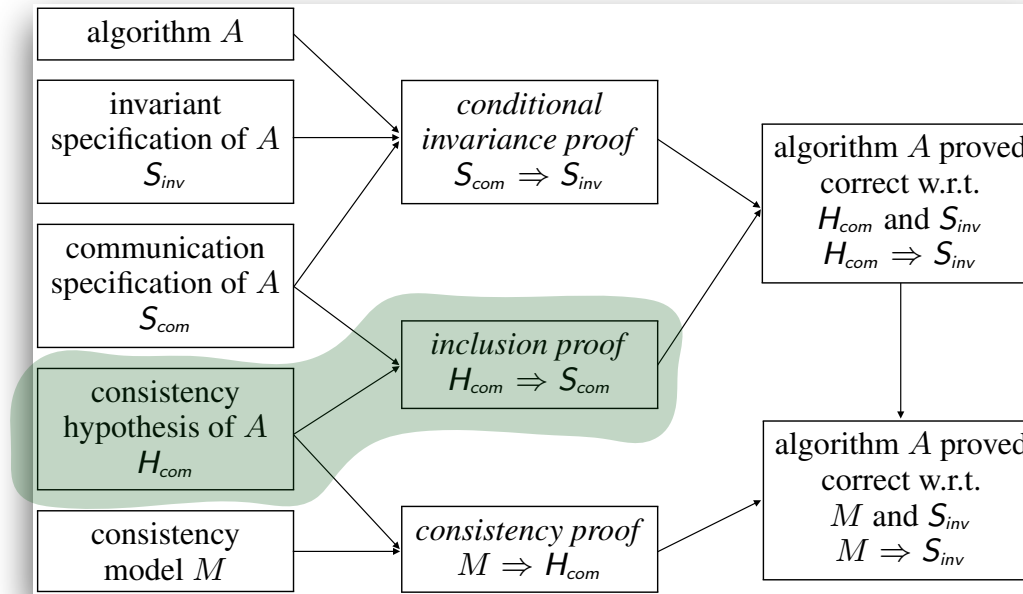 algorithm A
invariant
specification of A
S_inv
communication
specification of A
S_com
consistency
hypothesis of A
H_com
consistency
model M
conditional
invariance proof
S_com ⇒ S_inv
inclusion proof
H_com ⇒ S_com
consistency proof
M ⇒ H_com
algorithm A proved
correct w.r.t.
H_com and S_inv
H_com ⇒ S_inv
algorithm A proved
correct w.r.t.
M and S_inv
M ⇒ S_inv